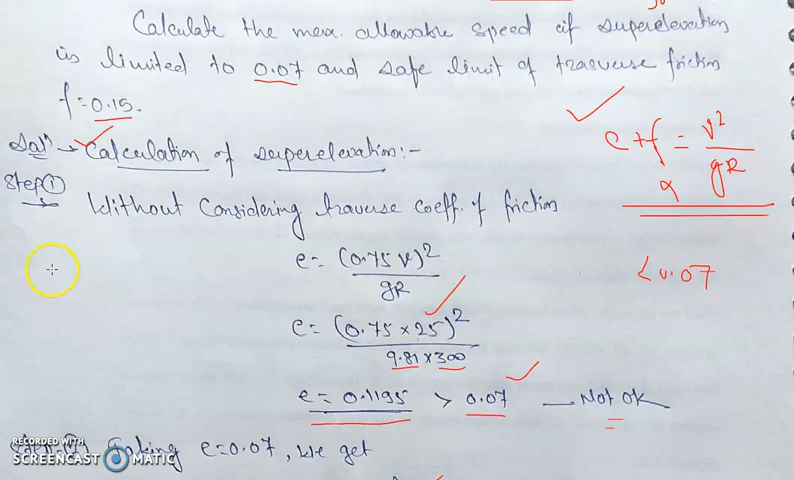 Calculate the max. allowable speed if superelevation
is limited to 0.07 and safe limit of trasverse friction
f = 0.15.
e + f = v²/gR
Solⁿ → Calculation of superelevation:-
Step ①
→ Without considering traverse coeff. of friction
e = (0.75 v)²/gR
< 0.07
e = (0.75 × 25)²/9.81 × 300
e = 0.1195 > 0.07 — Not OK
RECORDED WITH
SCREENCAST MATIC
Taking e = 0.07, we get